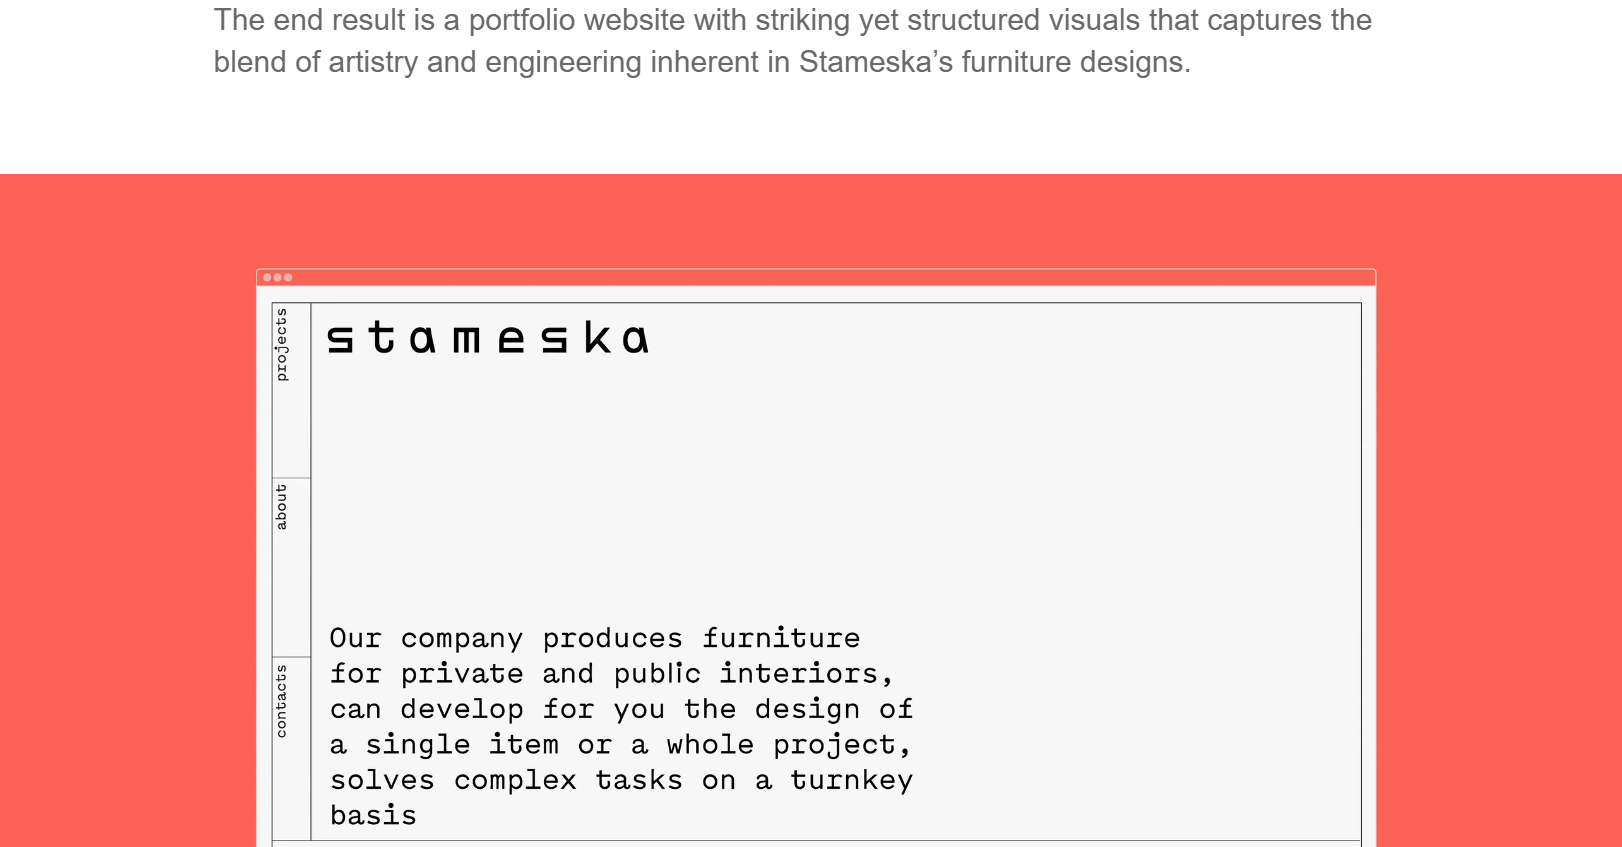 The end result is a portfolio website with striking yet structured visuals that captures the
blend of artistry and engineering inherent in Stameska’s furniture designs.
projects
stameska
about
contacts
Our company produces furniture
for private and public interiors,
can develop for you the design of
a single item or a whole project,
solves complex tasks on a turnkey
basis